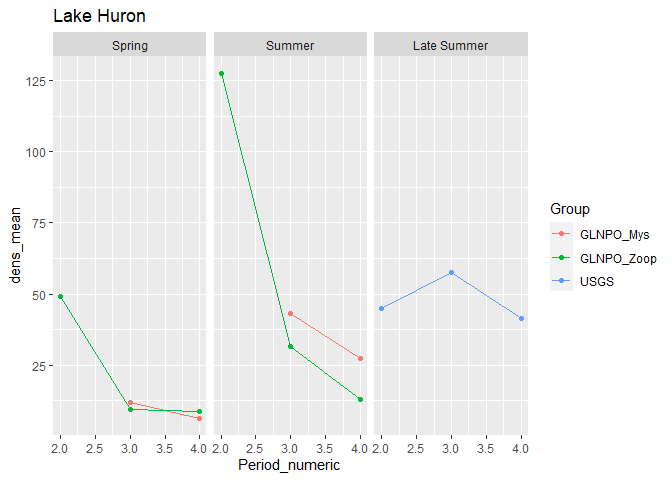 Lake Huron
Spring Summer Late Summer
125
100
75
50
25
dens_mean
2.0 2.5 3.0 3.5 4.0 2.0 2.5 3.0 3.5 4.0 2.0 2.5 3.0 3.5 4.0
Period_numeric
Group
GLNPO_Mys
GLNPO_Zoop
USGS